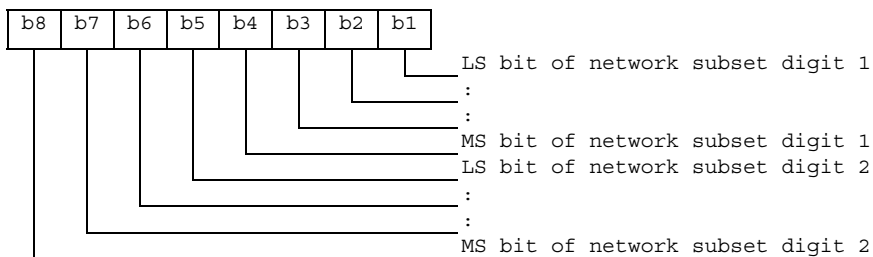 b8 b7 b6 b5 b4 b3 b2 b1
LS bit of network subset digit 1
:
:
MS bit of network subset digit 1
LS bit of network subset digit 2
:
:
MS bit of network subset digit 2